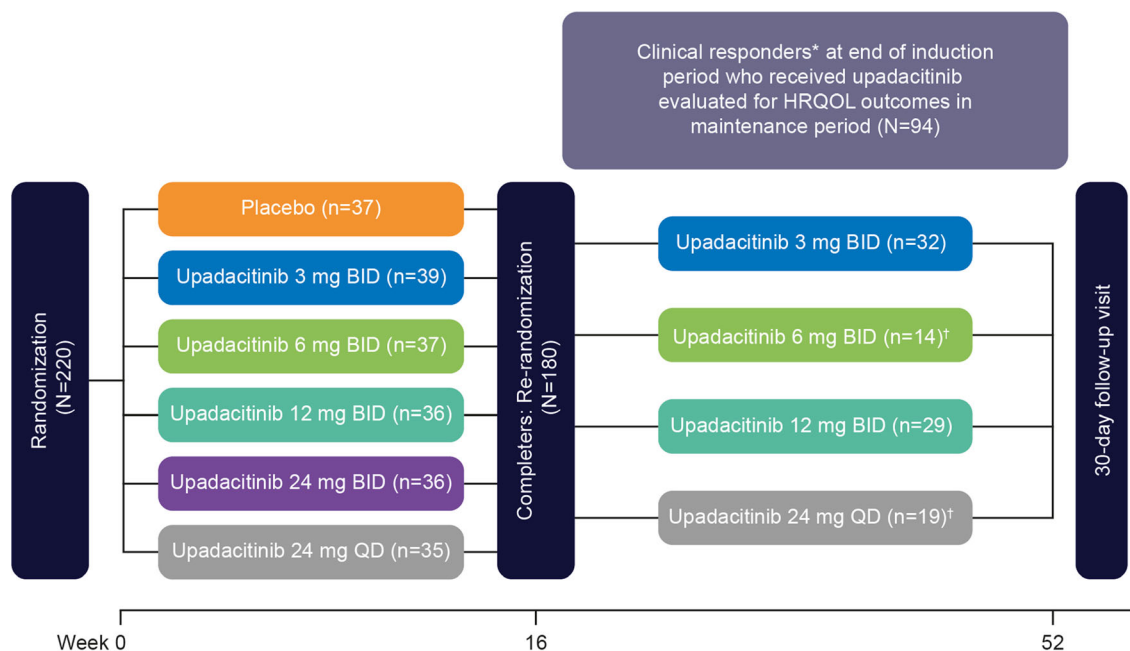 Clinical responders* at end of induction
period who received upadacitinib
evaluated for HRQOL outcomes in
maintenance period (N=94)
Randomization
(N=220)
Placebo (n=37)
Upadacitinib 3 mg BID (n=39)
Upadacitinib 6 mg BID (n=37)
Upadacitinib 12 mg BID (n=36)
Upadacitinib 24 mg BID (n=36)
Upadacitinib 24 mg QD (n=35)
Completers: Re-randomization
(N=180)
Upadacitinib 3 mg BID (n=32)
Upadacitinib 6 mg BID (n=14)†
Upadacitinib 12 mg BID (n=29)
Upadacitinib 24 mg QD (n=19)†
30-day follow-up visit
Week 0
16
52